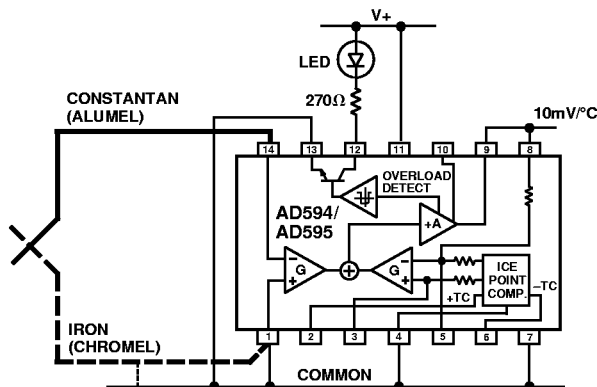 V+
LED
270Ω
CONSTANTAN
(ALUMEL)
10mV/°C
14 13 12 11 10 9 8
OVERLOAD
DETECT
AD594/
AD595
+A
– G +
– G +
ICE
POINT
COMP.
+TC
–TC
IRON
(CHROMEL)
1 2 3 4 5 6 7
COMMON